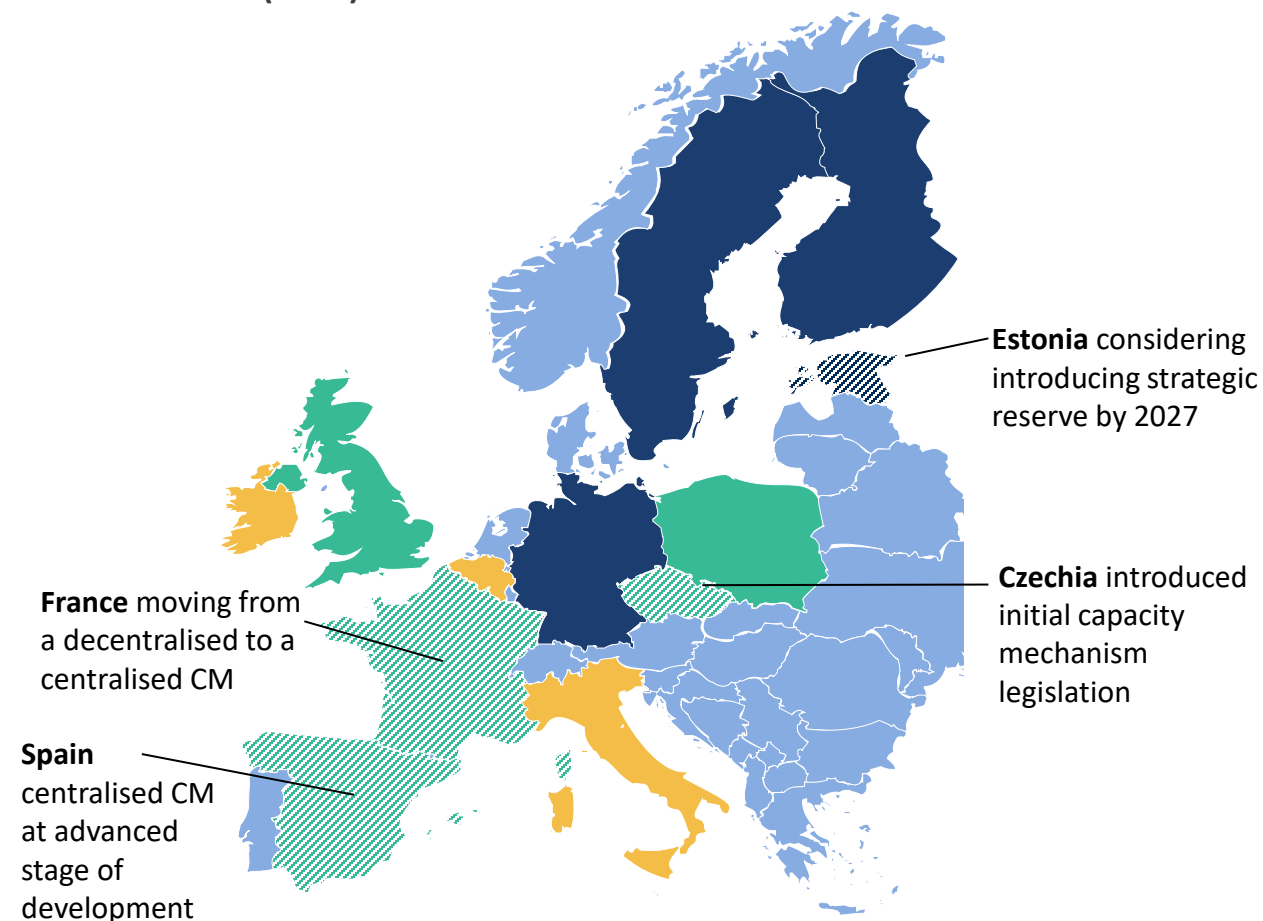 Estonia considering
introducing strategic
reserve by 2027
France moving from
a decentralised to a
centralised CM
Czechia introduced
initial capacity
mechanism
legislation
Spain
centralised CM
at advanced
stage of
development